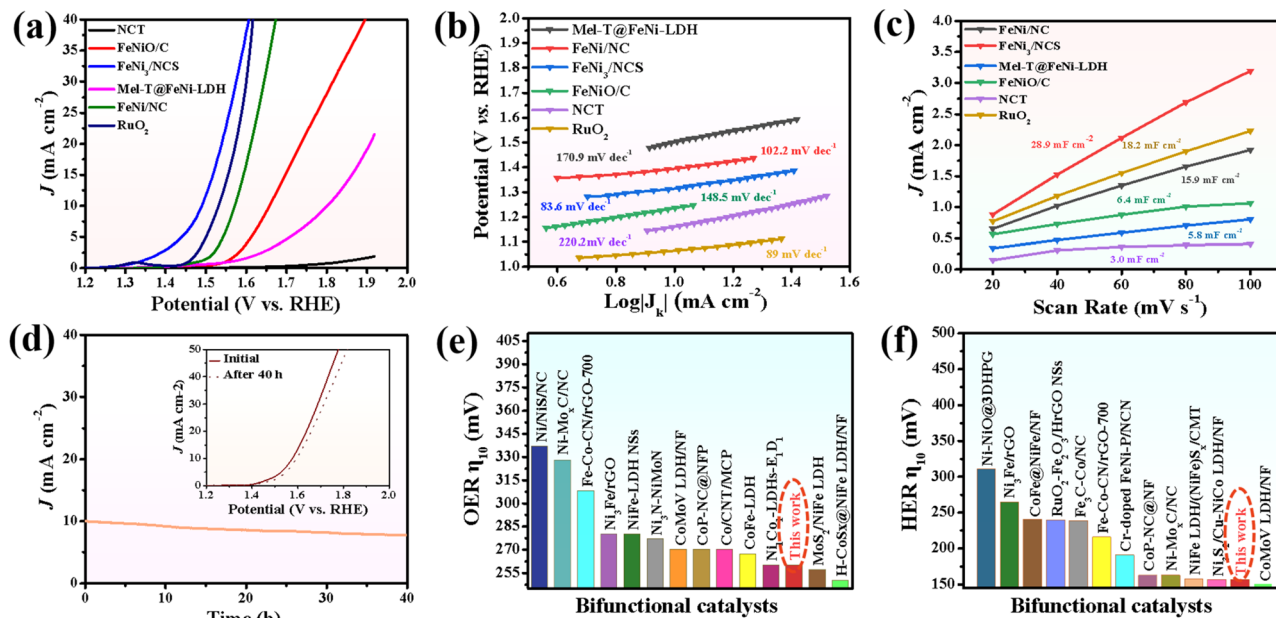 (a)
40
35
30
25
20
15
10
5
0
J (mA cm⁻²)
NCT
FeNiO/C
FeNi₃/NCS
Mel-T@FeNi-LDH
FeNi/NC
RuO₂
1.2 1.3 1.4 1.5 1.6 1.7 1.8 1.9 2.0
Potential (V vs. RHE)
(b)
2.0
1.9
1.8
1.7
1.6
1.5
1.4
1.3
1.2
1.1
1.0
Potential (V vs. RHE)
Mel-T@FeNi-LDH
FeNi/NC
FeNi₃/NCS
FeNiO/C
NCT
RuO₂
170.9 mV dec⁻¹
102.2 mV dec⁻¹
83.6 mV dec⁻¹
148.5 mV dec⁻¹
220.2mV dec⁻¹
89 mV dec⁻¹
0.6 0.8 1.0 1.2 1.4 1.6
Log|Jₖ| (mA cm⁻²)
(c)
4.0
3.5
3.0
2.5
2.0
1.5
1.0
0.5
0.0
J (mA cm⁻²)
FeNi/NC
FeNi₃/NCS
Mel-T@FeNi-LDH
FeNiO/C
NCT
RuO₂
28.9 mF cm⁻²
18.2 mF cm⁻²
15.9 mF cm⁻²
6.4 mF cm⁻²
5.8 mF cm⁻²
3.0 mF cm⁻²
20 40 60 80 100
Scan Rate (mV s⁻¹)
(d)
40
35
30
25
20
15
10
5
0
J (mA cm⁻²)
50
40
30
20
10
0
J (mA cm-2)
Initial
After 40 h
1.2 1.4 1.6 1.8 2.0
Potential (V vs. RHE)
0 10 20 30 40
Time (h)
(e)
405
390
375
360
345
330
315
300
285
270
255
OER η₁₀ (mV)
Ni/NiS/NC
Ni-MoₓC/NC
Fe-Co-CN/rGO-700
Ni₃Fe/rGO
NiFe-LDH NSs
Ni₃N-NiMoN
CoMoV LDH/NF
CoP-NC@NFP
Co/CNT/MCP
CoFe-LDH
Ni₁Co₃-LDHs-E₁D₁
This work
MoS₂/NiFe LDH
H-CoSx@NiFe LDH/NF
Bifunctional catalysts
(f)
500
450
400
350
300
250
200
150
HER η₁₀ (mV)
Ni-NiO@3DHPG
Ni₃Fe/rGO
CoFe@NiFe/NF
RuO₂-Fe₂O₃/HrGO NSs
Fe₃C-Co/NC
Fe-Co-CN/rGO-700
Cr-doped FeNi-P/NCN
CoP-NC@NF
Ni-MoₓC/NC
NiFe LDH/(NiFe)Sₓ/CMT
Ni₃S₂/Cu-NiCo LDH/NF
This work
CoMoV LDH/NF
Bifunctional catalysts